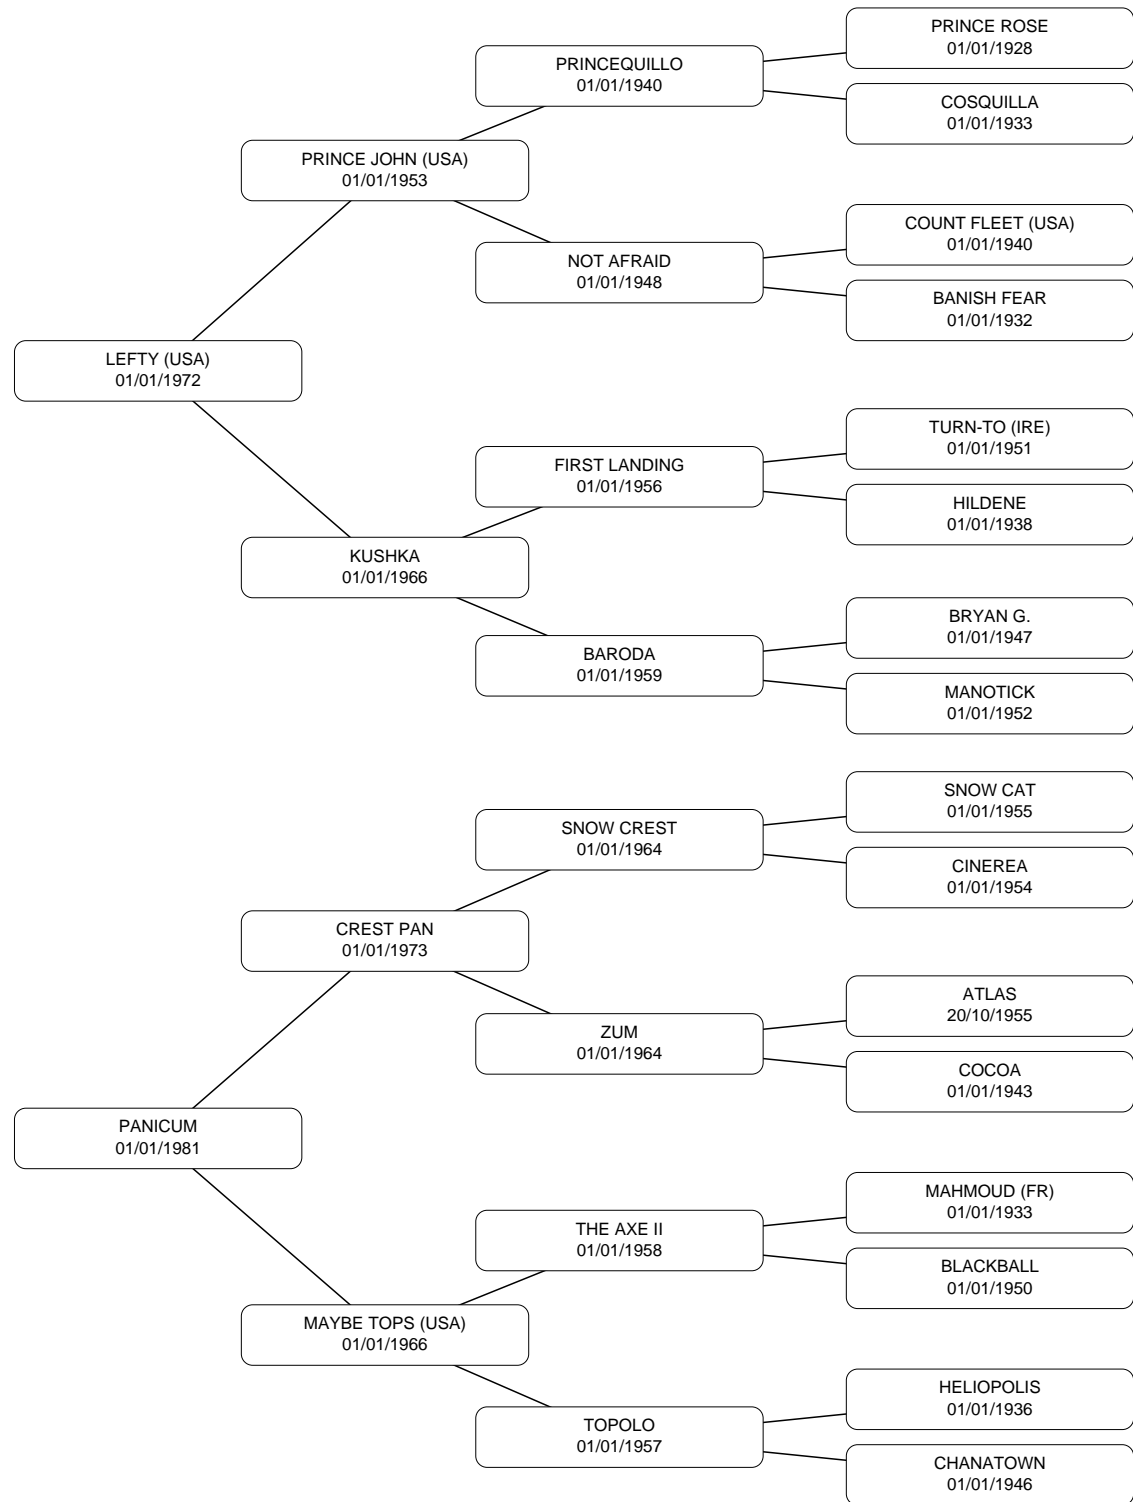 PRINCE ROSE
01/01/1928
PRINCEQUILLO
01/01/1940
COSQUILLA
01/01/1933
PRINCE JOHN (USA)
01/01/1953
COUNT FLEET (USA)
01/01/1940
NOT AFRAID
01/01/1948
BANISH FEAR
01/01/1932
LEFTY (USA)
01/01/1972
TURN-TO (IRE)
01/01/1951
FIRST LANDING
01/01/1956
HILDENE
01/01/1938
KUSHKA
01/01/1966
BRYAN G.
01/01/1947
BARODA
01/01/1959
MANOTICK
01/01/1952
SNOW CAT
01/01/1955
SNOW CREST
01/01/1964
CINEREA
01/01/1954
CREST PAN
01/01/1973
ATLAS
20/10/1955
ZUM
01/01/1964
COCOA
01/01/1943
PANICUM
01/01/1981
MAHMOUD (FR)
01/01/1933
THE AXE II
01/01/1958
BLACKBALL
01/01/1950
MAYBE TOPS (USA)
01/01/1966
HELIOPOLIS
01/01/1936
TOPOLO
01/01/1957
CHANATOWN
01/01/1946